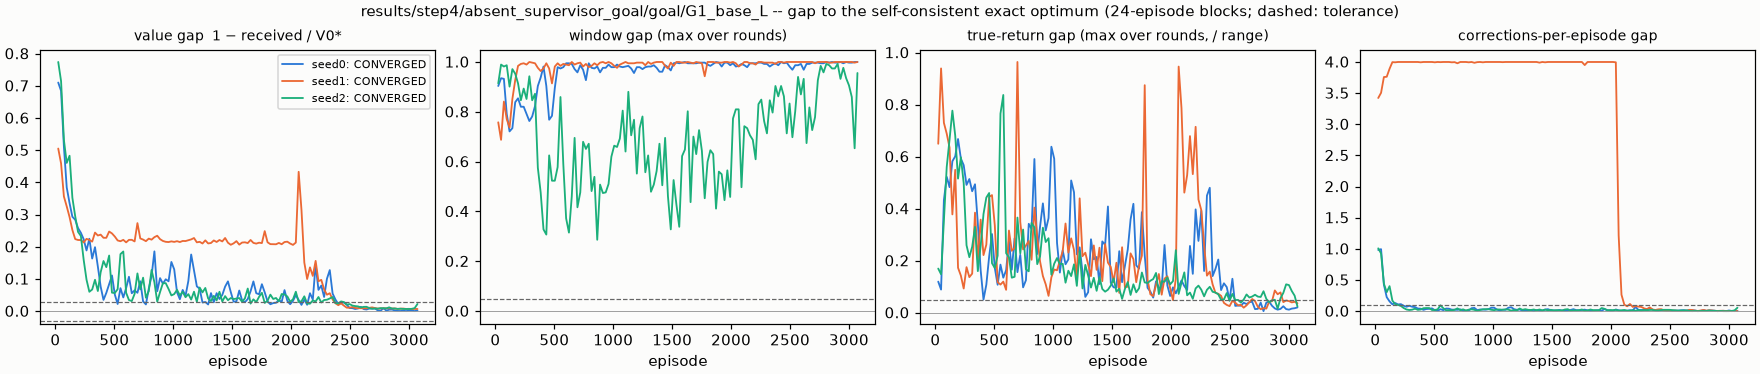 results/step4/absent_supervisor_goal/goal/G1_base_L -- gap to the self-consistent exact optimum (24-episode blocks; dashed: tolerance)
value gap 1 − received / V0*
0.8
0.7
0.6
0.5
0.4
0.3
0.2
0.1
0.0
0 500 1000 1500 2000 2500 3000
episode
seed0: CONVERGED
seed1: CONVERGED
seed2: CONVERGED
window gap (max over rounds)
1.0
0.8
0.6
0.4
0.2
0.0
0 500 1000 1500 2000 2500 3000
episode
true-return gap (max over rounds, / range)
1.0
0.8
0.6
0.4
0.2
0.0
0 500 1000 1500 2000 2500 3000
episode
corrections-per-episode gap
4.0
3.5
3.0
2.5
2.0
1.5
1.0
0.5
0.0
0 500 1000 1500 2000 2500 3000
episode